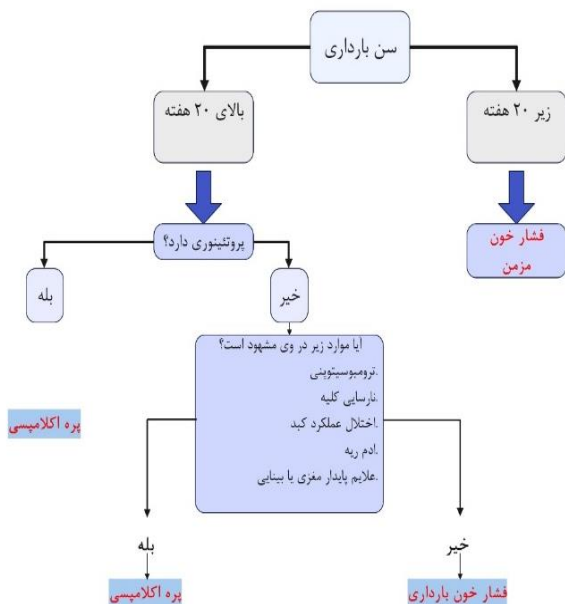 سن بارداری
زیر ۲۰ هفته
بالای ۲۰ هفته
فشار خون
مزمن
پروتئینوری دارد؟
خیر
بله
آیا موارد زیر در وی مشهود است؟
.ترومبوسیتوپنی
.نارسایی کلیه
.اختلال عملکرد کبد
.ادم ریه
.علایم پایدار مغزی یا بینایی
پره اکلامپسی
خیر
بله
فشار خون بارداری
پره اکلامپسی